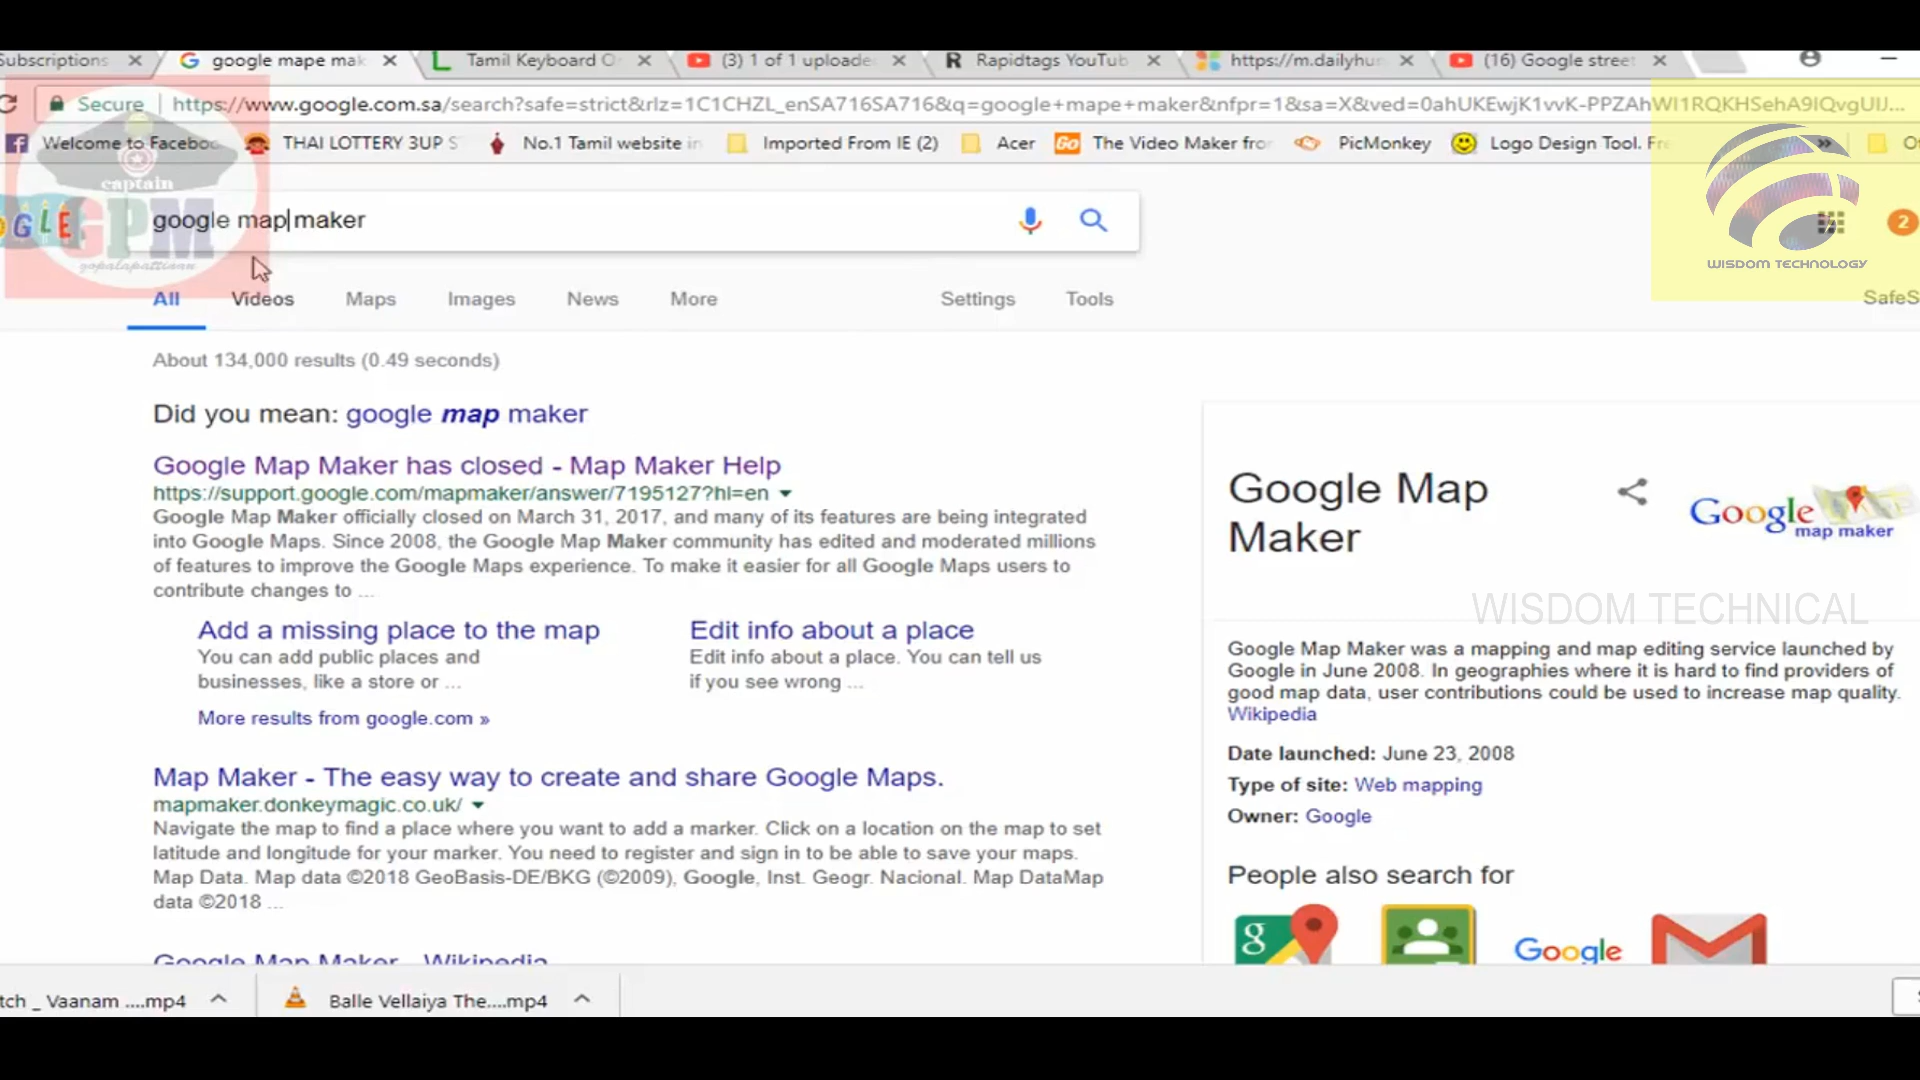 Subscriptions
google mape mak
Tamil Keyboard O
(3) 1 of 1 uploade
Rapidtags YouTub
https://m.dailyhun
(16) Google street
Secure
https://www.google.com.sa/search?safe=strict&rlz=1C1CHZL_enSA716SA716&q=google+mape+maker&nfpr=1&sa=X&ved=0ahUKEwjK1vvK-PPZAhWI1RQKHSehA9IQvgUIJ...
Welcome to Faceboo
THAI LOTTERY 3UP S
No.1 Tamil website in
Imported From IE (2)
Acer
Go
The Video Maker fror
PicMonkey
Logo Design Tool. Fre
»
captain
GPM
gopalapattinam
google map maker
2
WISDOM TECHNOLOGY
All
Videos
Maps
Images
News
More
Settings
Tools
SafeS
About 134,000 results (0.49 seconds)
Did you mean: google map maker
Google Map Maker has closed - Map Maker Help
https://support.google.com/mapmaker/answer/7195127?hl=en
Google Map Maker officially closed on March 31, 2017, and many of its features are being integrated
into Google Maps. Since 2008, the Google Map Maker community has edited and moderated millions
of features to improve the Google Maps experience. To make it easier for all Google Maps users to
contribute changes to ...
Add a missing place to the map
You can add public places and
businesses, like a store or ...
Edit info about a place
Edit info about a place. You can tell us
if you see wrong ...
More results from google.com »
Map Maker - The easy way to create and share Google Maps.
mapmaker.donkeymagic.co.uk/
Navigate the map to find a place where you want to add a marker. Click on a location on the map to set
latitude and longitude for your marker. You need to register and sign in to be able to save your maps.
Map Data. Map data ©2018 GeoBasis-DE/BKG (©2009), Google, Inst. Geogr. Nacional. Map DataMap
data ©2018 ...
Google Map Maker - Wikipedia
Google Map
Maker
Google
map maker
WISDOM TECHNICAL
Google Map Maker was a mapping and map editing service launched by
Google in June 2008. In geographies where it is hard to find providers of
good map data, user contributions could be used to increase map quality.
Wikipedia
Date launched: June 23, 2008
Type of site: Web mapping
Owner: Google
People also search for
g
Google
tch _ Vaanam ....mp4
Balle Vellaiya The....mp4